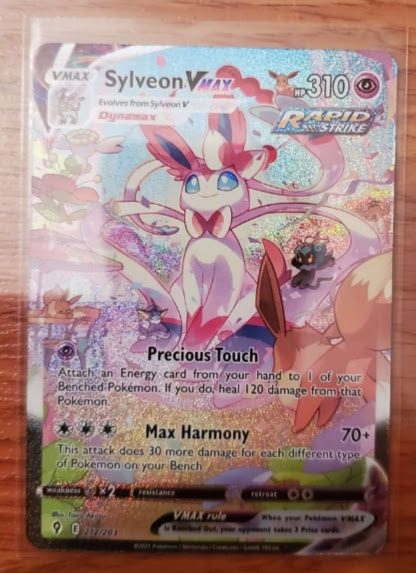 VMAX Sylveon VMAX HP 310
Evolves from Sylveon V
Dynamax
RAPID STRIKE
Precious Touch
Attach an Energy card from your hand to 1 of your
Benched Pokémon. If you do, heal 120 damage from that
Pokémon.
Max Harmony 70+
This attack does 30 more damage for each different type
of Pokémon on your Bench.
weakness ×2 resistance retreat
VMAX rule When your Pokémon VMAX
is Knocked Out, your opponent takes 3 Prize cards.
Illus.
E 212/203 ©2021 Pokémon / Nintendo / Creatures / GAME FREAK